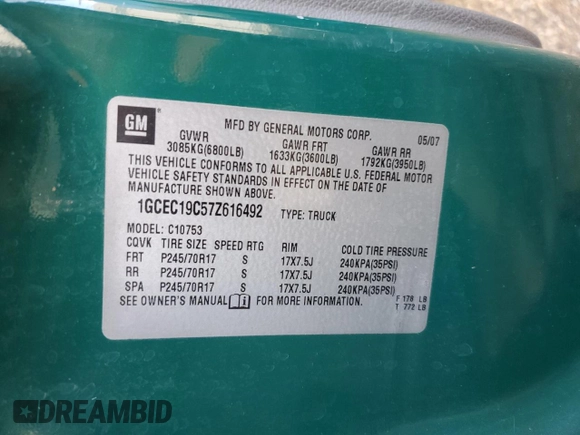 GM
MFD BY GENERAL MOTORS CORP. 05/07
GVWR GAWR FRT GAWR RR
3085KG(6800LB) 1633KG(3600LB) 1792KG(3950LB)
THIS VEHICLE CONFORMS TO ALL APPLICABLE U.S. FEDERAL MOTOR
VEHICLE SAFETY STANDARDS IN EFFECT ON THE DATE OF
MANUFACTURE SHOWN ABOVE.
1GCEC19C57Z616492 TYPE: TRUCK
MODEL: C10753
CQVK TIRE SIZE SPEED RTG RIM COLD TIRE PRESSURE
FRT P245/70R17 S 17X7.5J 240KPA(35PSI)
RR P245/70R17 S 17X7.5J 240KPA(35PSI)
SPA P245/70R17 S 17X7.5J 240KPA(35PSI)
SEE OWNER'S MANUAL i FOR MORE INFORMATION.
F 178 LB
T 772 LB
DREAMBID